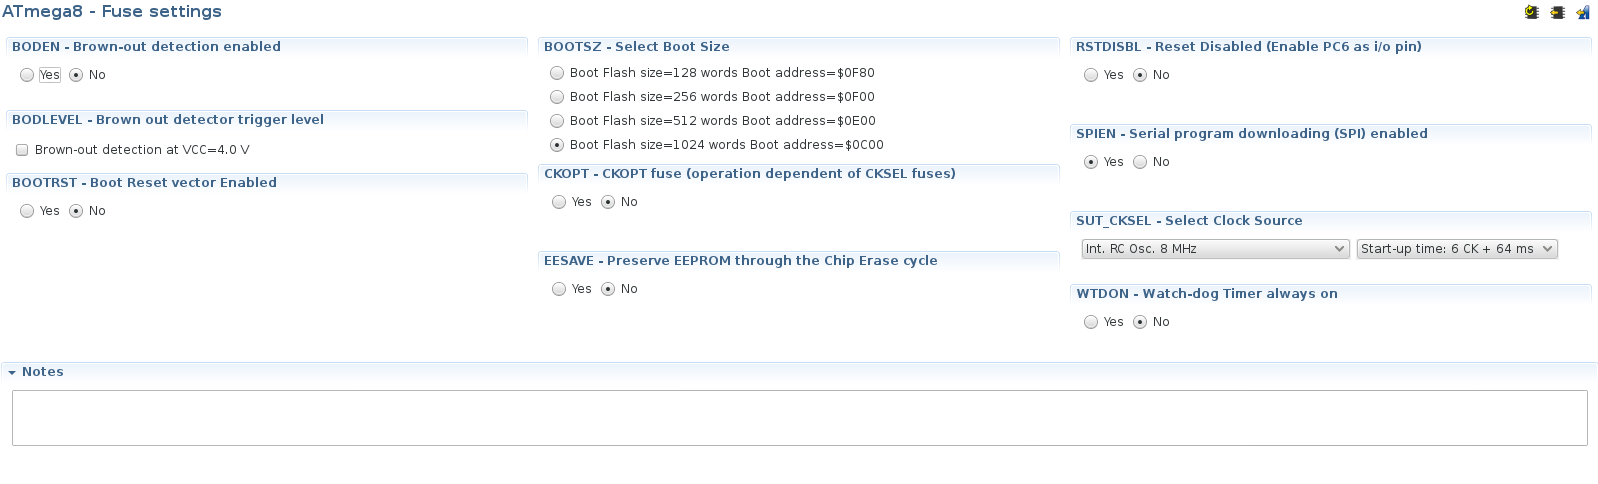 ATmega8 - Fuse settings
BODEN - Brown-out detection enabled
Yes No
BODLEVEL - Brown out detector trigger level
Brown-out detection at VCC=4.0 V
BOOTRST - Boot Reset vector Enabled
Yes No
BOOTSZ - Select Boot Size
Boot Flash size=128 words Boot address=$0F80
Boot Flash size=256 words Boot address=$0F00
Boot Flash size=512 words Boot address=$0E00
Boot Flash size=1024 words Boot address=$0C00
CKOPT - CKOPT fuse (operation dependent of CKSEL fuses)
Yes No
EESAVE - Preserve EEPROM through the Chip Erase cycle
Yes No
RSTDISBL - Reset Disabled (Enable PC6 as i/o pin)
Yes No
SPIEN - Serial program downloading (SPI) enabled
Yes No
SUT_CKSEL - Select Clock Source
Int. RC Osc. 8 MHz Start-up time: 6 CK + 64 ms
WTDON - Watch-dog Timer always on
Yes No
Notes